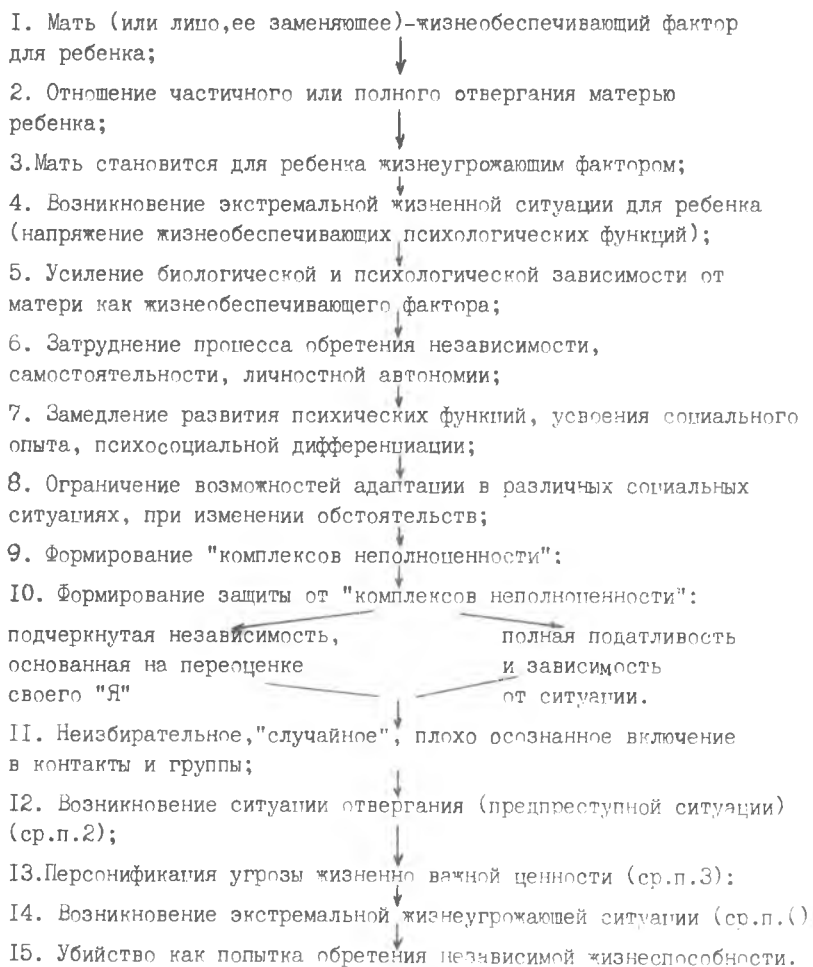 I. Мать (или лицо,ее заменяющее)-жизнеобеспечивающий фактор
для ребенка;
2. Отношение частичного или полного отвергания матерью
ребенка;
3.Мать становится для ребенка жизнеугрожающим фактором;
4. Возникновение экстремальной жизненной ситуации для ребенка
(напряжение жизнеобеспечивающих психологических функций);
5. Усиление биологической и психологической зависимости от
матери как жизнеобеспечивающего фактора;
6. Затруднение процесса обретения независимости,
самостоятельности, личностной автономии;
7. Замедление развития психических функций, усвоения социального
опыта, психосоциальной дифференциации;
8. Ограничение возможностей адаптации в различных социальных
ситуациях, при изменении обстоятельств;
9. Формирование "комплексов неполноценности":
IO. Формирование защиты от "комплексов неполноценности":
подчеркнутая независимость,
основанная на переоценке
своего "Я"
полная податливость
и зависимость
от ситуации.
II. Неизбирательное,"случайное", плохо осознанное включение
в контакты и группы;
I2. Возникновение ситуации отвергания (предпреступной ситуации)
(ср.п.2);
I3.Персонификация угрозы жизненно важной ценности (ср.п.3):
I4. Возникновение экстремальной жизнеугрожающей ситуации (ср.п.()
I5. Убийство как попытка обретения независимой жизнеспособности.